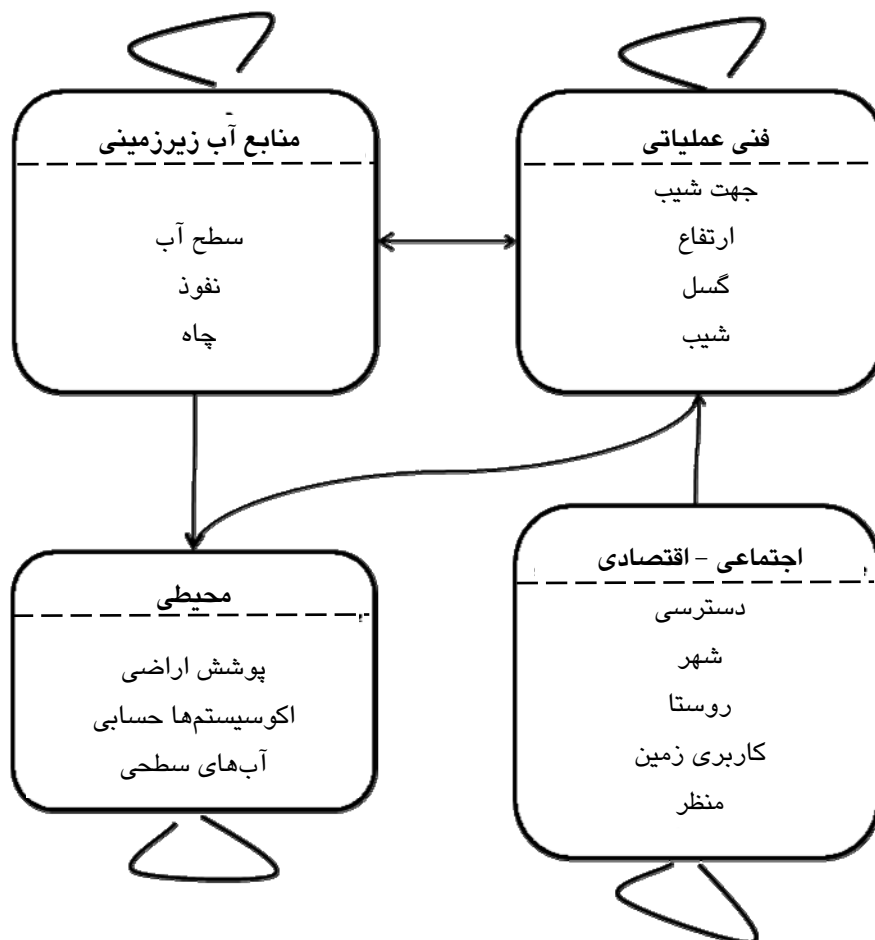 فنی عملیاتی
جهت شیب
ارتفاع
گسل
شیب
منابع آب زیرزمینی
سطح آب
نفوذ
چاه
اجتماعی - اقتصادی
دسترسی
شهر
روستا
کاربری زمین
منظر
محیطی
پوشش اراضی
اکوسیستم‌ها حسابی
آب‌های سطحی